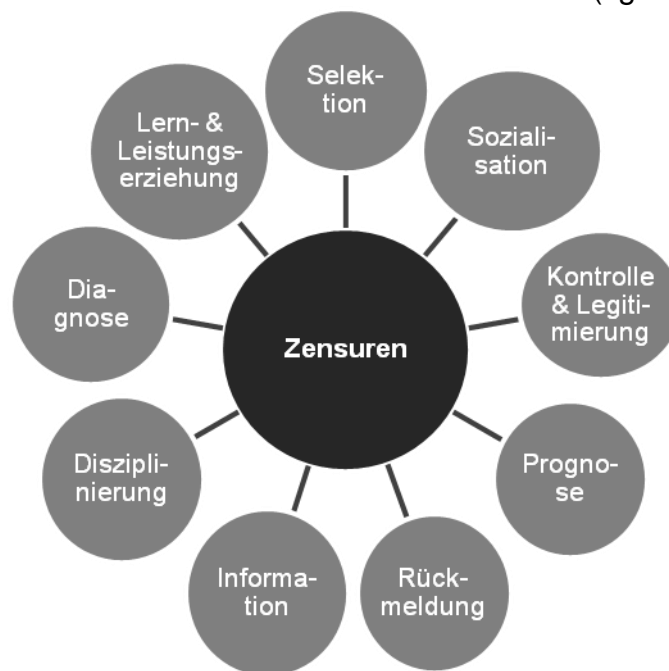 Selek-
tion
Soziali-
sation
Kontrolle
& Legiti-
mierung
Progno-
se
Rück-
meldung
Informa-
tion
Diszipli-
nierung
Dia-
gnose
Lern- &
Leistungs-
erziehung
Zensuren